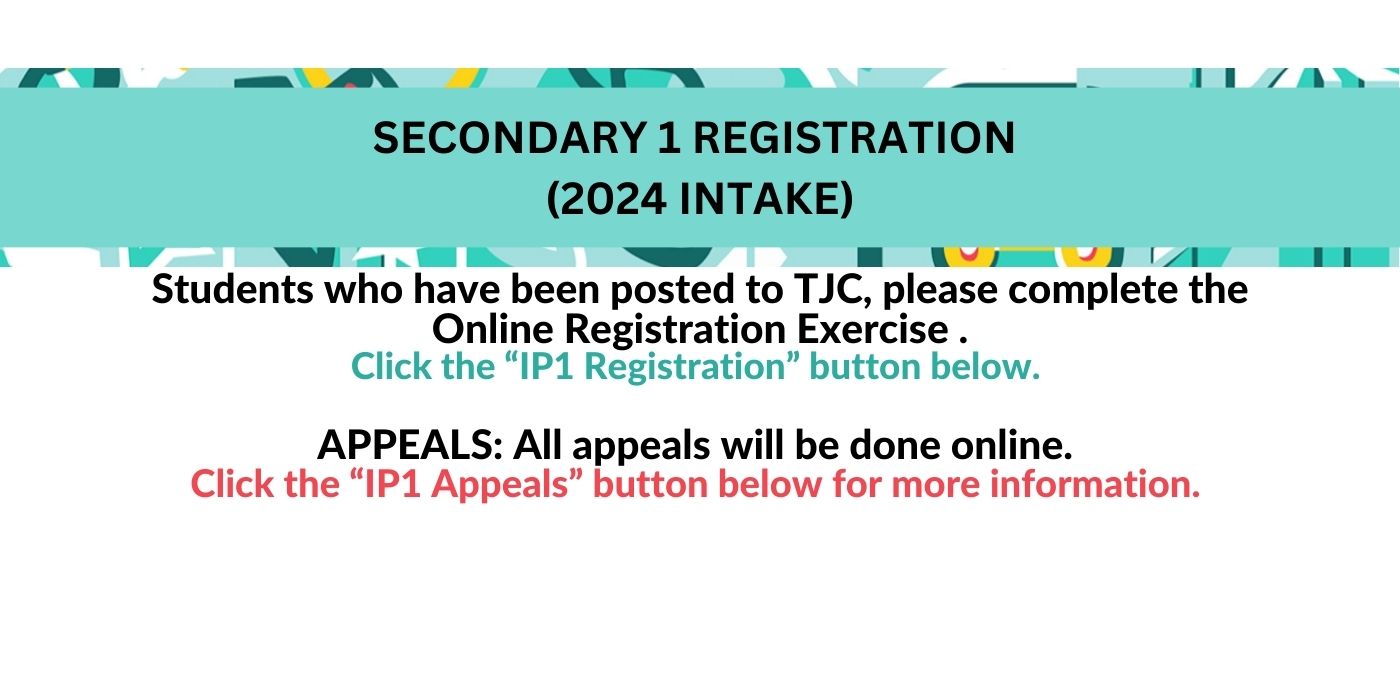 SECONDARY 1 REGISTRATION
(2024 INTAKE)
Students who have been posted to TJC, please complete the
Online Registration Exercise .
Click the “IP1 Registration” button below.
APPEALS: All appeals will be done online.
Click the “IP1 Appeals” button below for more information.